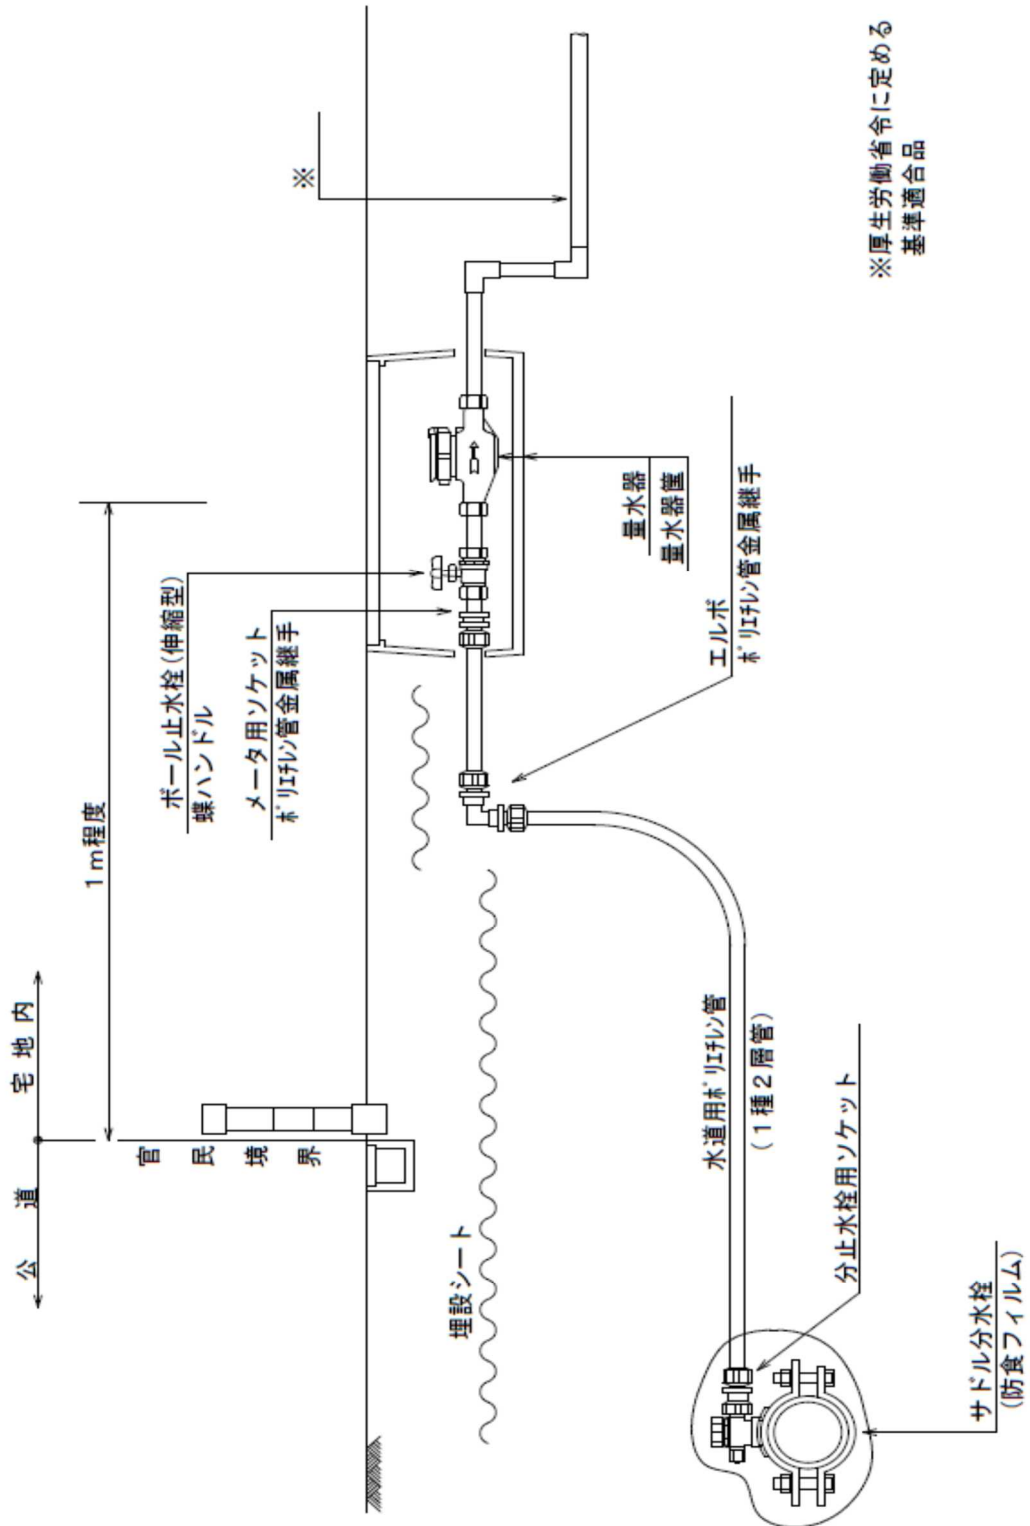 公 道
宅 地 内
1m程度
官民境界
ボール止水栓(伸縮型)
蝶ハンドル
メータ用ソケット
ポリエチレン管金属継手
※
埋設シート
量水器
量水器筐
エルボ
ポリエチレン管金属継手
水道用ポリエチレン管
(1種2層管)
分止水栓用ソケット
サドル分水栓
(防食フィルム)
※厚生労働省令に定める
基準適合品